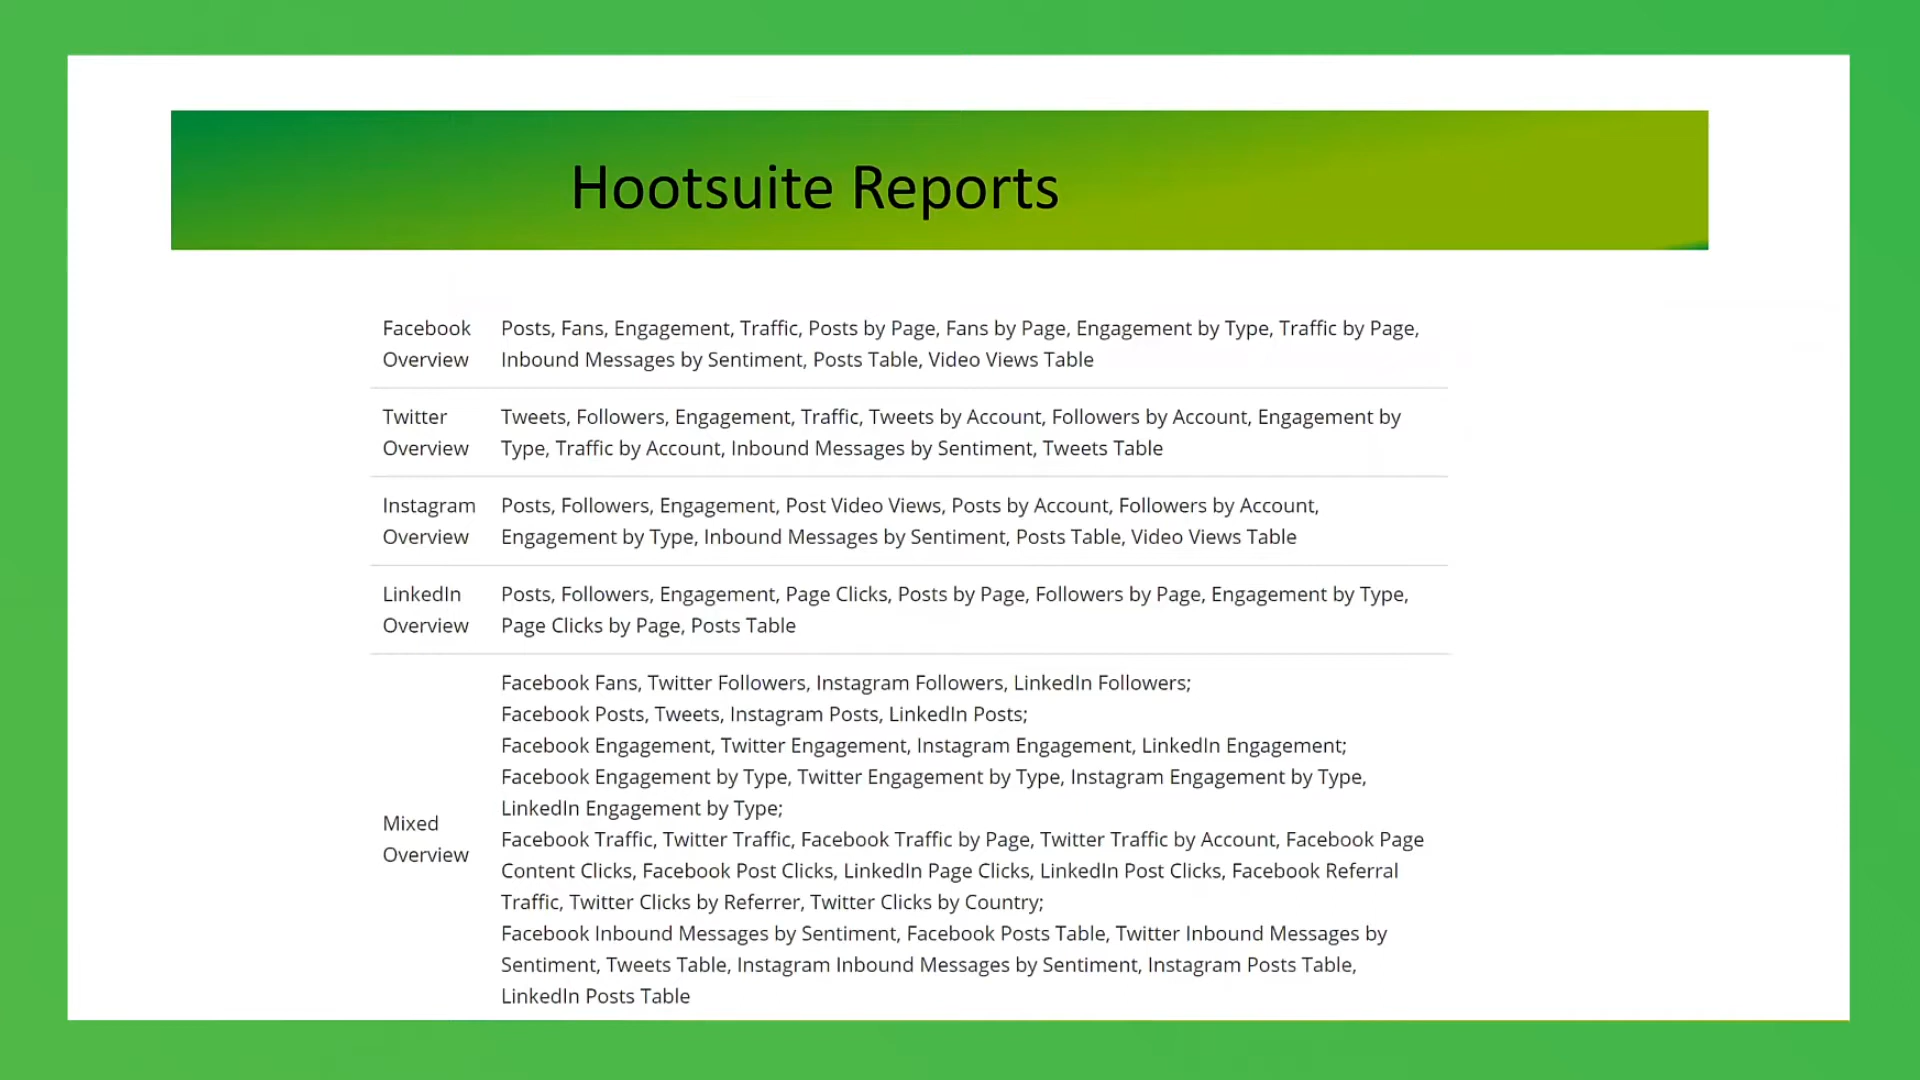 Hootsuite Reports
Facebook Overview
Posts, Fans, Engagement, Traffic, Posts by Page, Fans by Page, Engagement by Type, Traffic by Page,
Inbound Messages by Sentiment, Posts Table, Video Views Table
Twitter Overview
Tweets, Followers, Engagement, Traffic, Tweets by Account, Followers by Account, Engagement by
Type, Traffic by Account, Inbound Messages by Sentiment, Tweets Table
Instagram Overview
Posts, Followers, Engagement, Post Video Views, Posts by Account, Followers by Account,
Engagement by Type, Inbound Messages by Sentiment, Posts Table, Video Views Table
LinkedIn Overview
Posts, Followers, Engagement, Page Clicks, Posts by Page, Followers by Page, Engagement by Type,
Page Clicks by Page, Posts Table
Mixed Overview
Facebook Fans, Twitter Followers, Instagram Followers, LinkedIn Followers;
Facebook Posts, Tweets, Instagram Posts, LinkedIn Posts;
Facebook Engagement, Twitter Engagement, Instagram Engagement, LinkedIn Engagement;
Facebook Engagement by Type, Twitter Engagement by Type, Instagram Engagement by Type,
LinkedIn Engagement by Type;
Facebook Traffic, Twitter Traffic, Facebook Traffic by Page, Twitter Traffic by Account, Facebook Page
Content Clicks, Facebook Post Clicks, LinkedIn Page Clicks, LinkedIn Post Clicks, Facebook Referral
Traffic, Twitter Clicks by Referrer, Twitter Clicks by Country;
Facebook Inbound Messages by Sentiment, Facebook Posts Table, Twitter Inbound Messages by
Sentiment, Tweets Table, Instagram Inbound Messages by Sentiment, Instagram Posts Table,
LinkedIn Posts Table